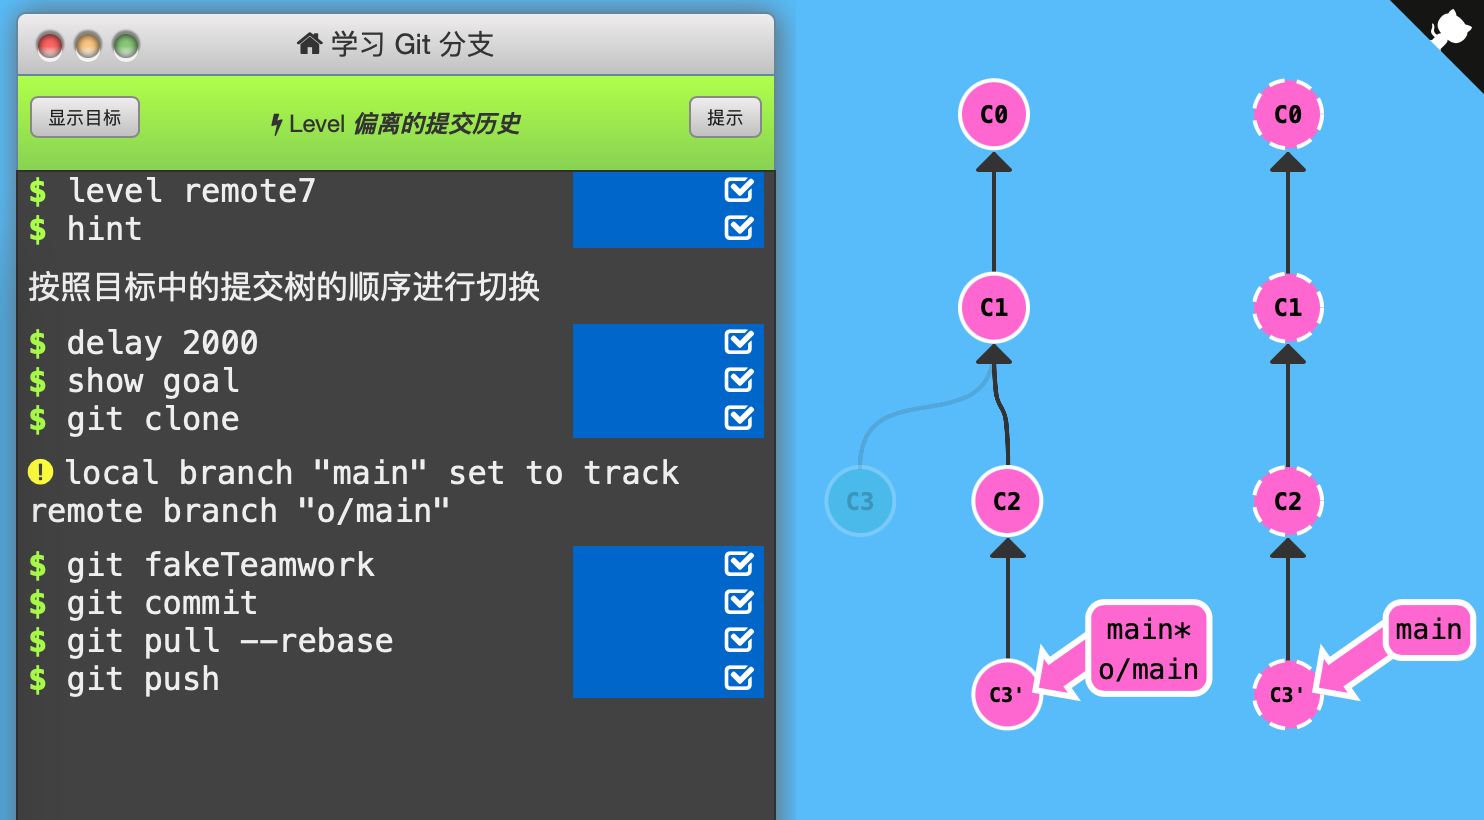 学习 Git 分支
显示目标
Level 偏离的提交历史
提示
$ level remote7
$ hint
按照目标中的提交树的顺序进行切换
$ delay 2000
$ show goal
$ git clone
local branch "main" set to track
remote branch "o/main"
$ git fakeTeamwork
$ git commit
$ git pull --rebase
$ git push
C0
C1
C3
C2
main*
o/main
C3'
C0
C1
C2
main
C3'